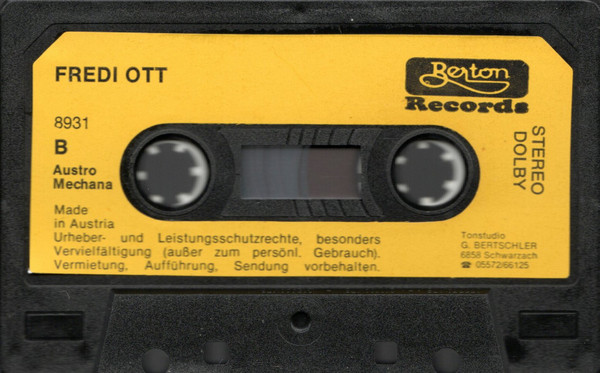 FREDI OTT
Berton
Records
8931
B
Austro
Mechana
STEREO
DOLBY
Made
in Austria
Urheber- und Leistungsschutzrechte, besonders
Vervielfältigung (außer zum persönl. Gebrauch).
Vermietung, Aufführung, Sendung vorbehalten.
Tonstudio
G. BERTSCHLER
6858 Schwarzach
☎ 05572/66125